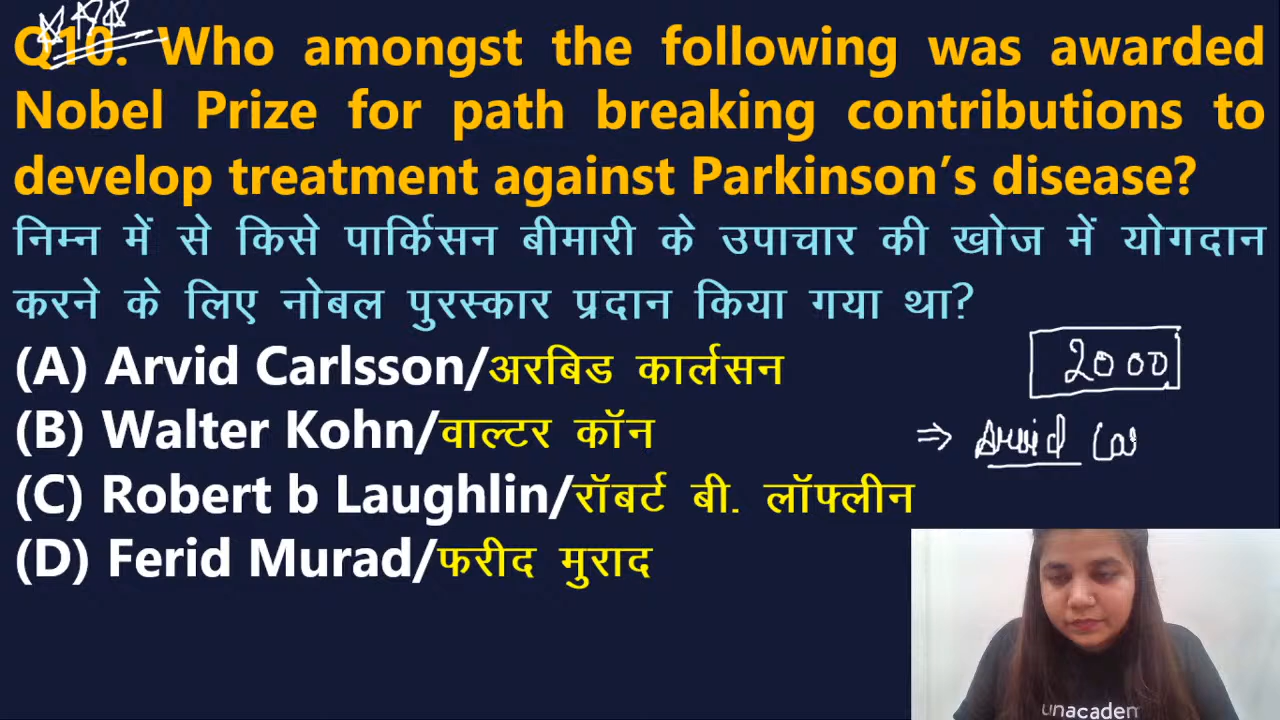 Q10. Who amongst the following was awarded
Nobel Prize for path breaking contributions to
develop treatment against Parkinson's disease?
निम्न में से किसे पार्किसन बीमारी के उपाचार की खोज में योगदान
करने के लिए नोबल पुरस्कार प्रदान किया गया था?
(A) Arvid Carlsson/अरबिड कार्लसन
2000
(B) Walter Kohn/वाल्टर कॉन
⇒ Arvid Cas
(C) Robert b Laughlin/रॉबर्ट बी. लॉफ्लीन
(D) Ferid Murad/फरीद मुराद
unacadem